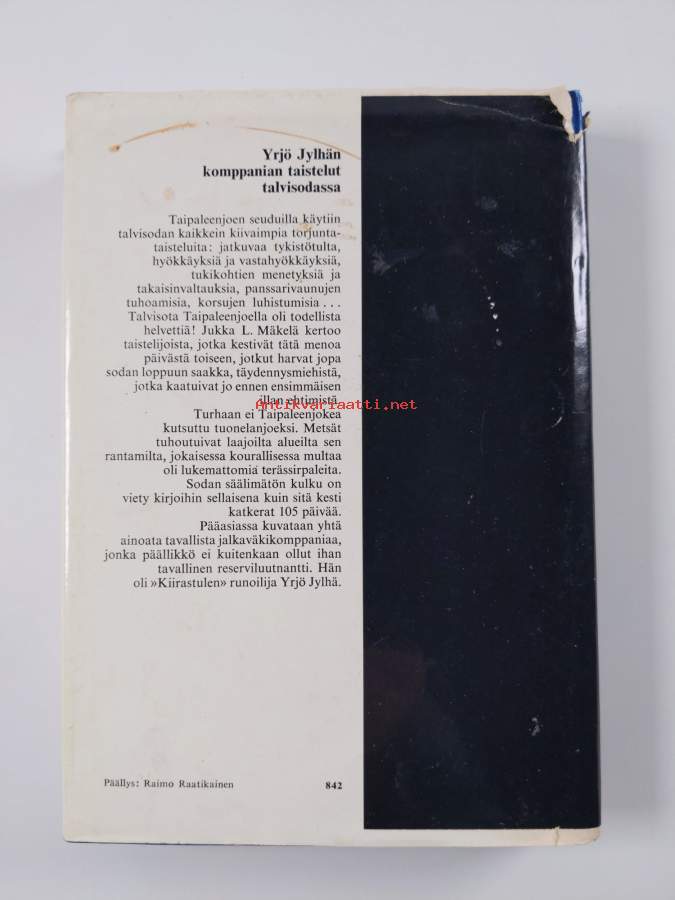 Yrjö Jylhän
komppanian taistelut
talvisodassa
Taipaleenjoen seuduilla käytiin
talvisodan kaikkein kiivaimpia torjunta-
taisteluita: jatkuvaa tykistötulta,
hyökkäyksiä ja vastahyökkäyksiä,
tukikohtien menetyksiä ja
takaisinvaltauksia, panssarivaunujen
tuhoamisia, korsujen luhistumisia . . .
Talvisota Taipaleenjoella oli todellista
helvettiä! Jukka L. Mäkelä kertoo
taistelijoista, jotka kestivät tätä menoa
päivästä toiseen, jotkut harvat jopa
sodan loppuun saakka, täydennysmiehistä,
jotka kaatuivat jo ennen ensimmäisen
illan ehtimistä.
Antikvariaatti.net
Turhaan ei Taipaleenjokea
kutsuttu tuonelanjoeksi. Metsät
tuhoutuivat laajoilta alueilta sen
rantamilta, jokaisessa kourallisessa multaa
oli lukemattomia terässirpaleita.
Sodan säälimätön kulku on
viety kirjoihin sellaisena kuin sitä kesti
katkerat 105 päivää.
Pääasiassa kuvataan yhtä
ainoata tavallista jalkaväkikomppaniaa,
jonka päällikkö ei kuitenkaan ollut ihan
tavallinen reserviluutnantti. Hän
oli »Kiirastulen» runoilija Yrjö Jylhä.
Päällys: Raimo Raatikainen
842